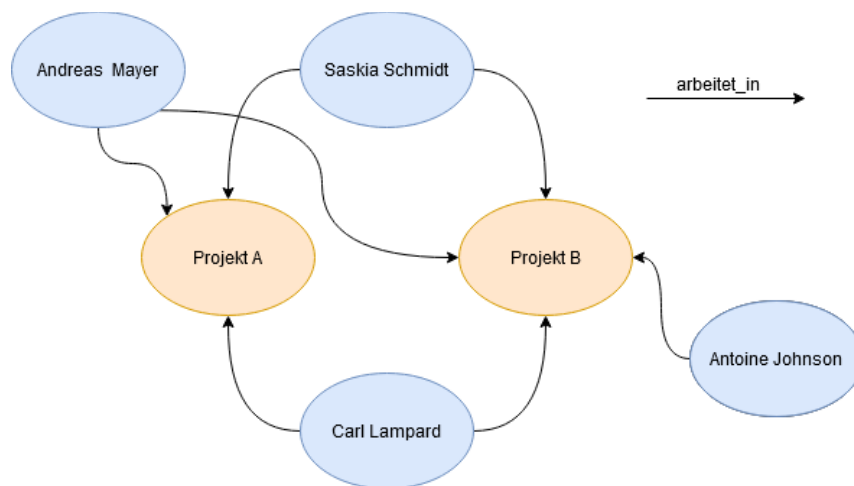 Andreas  Mayer
Saskia Schmidt
arbeitet_in
Projekt A
Projekt B
Antoine Johnson
Carl Lampard